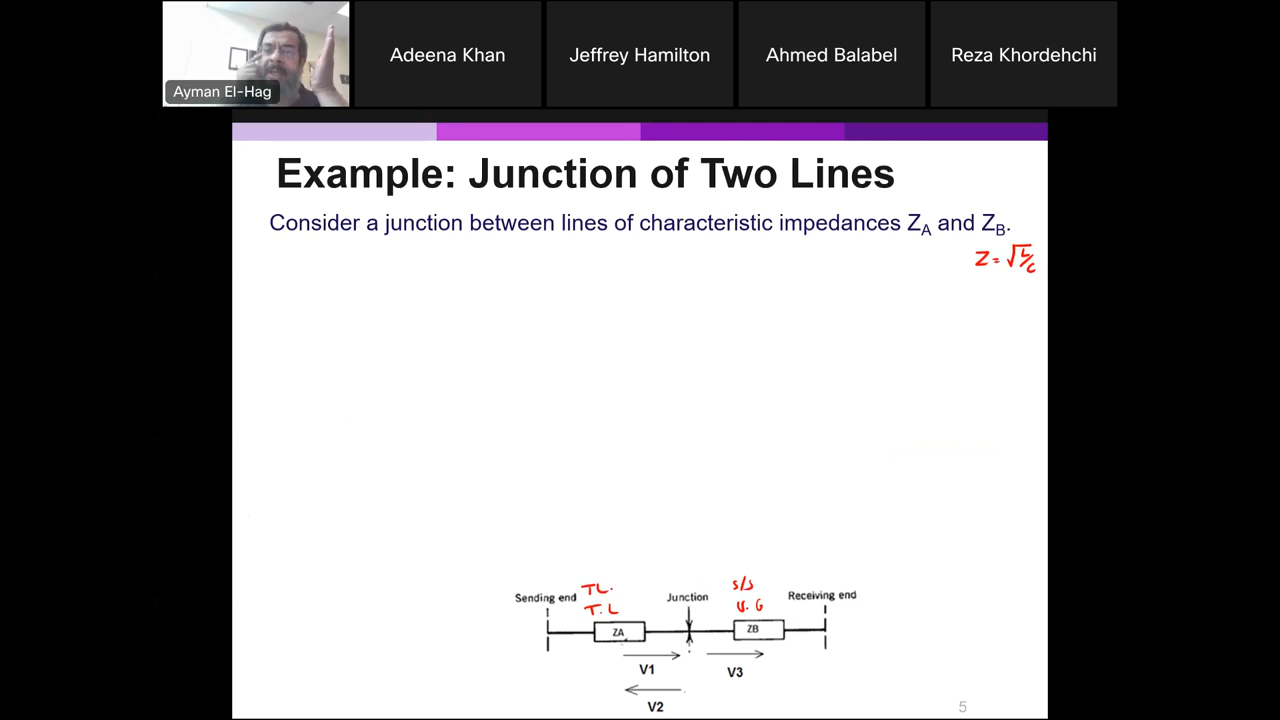 Ayman El-Hag
Adeena Khan
Jeffrey Hamilton
Ahmed Balabel
Reza Khordehchi
Example: Junction of Two Lines
Consider a junction between lines of characteristic impedances ZA and ZB.
Z = √L/C
Sending end
TL.
T.L
Junction
S/S
U.G
Receiving end
ZA
ZB
V1
V3
V2
5